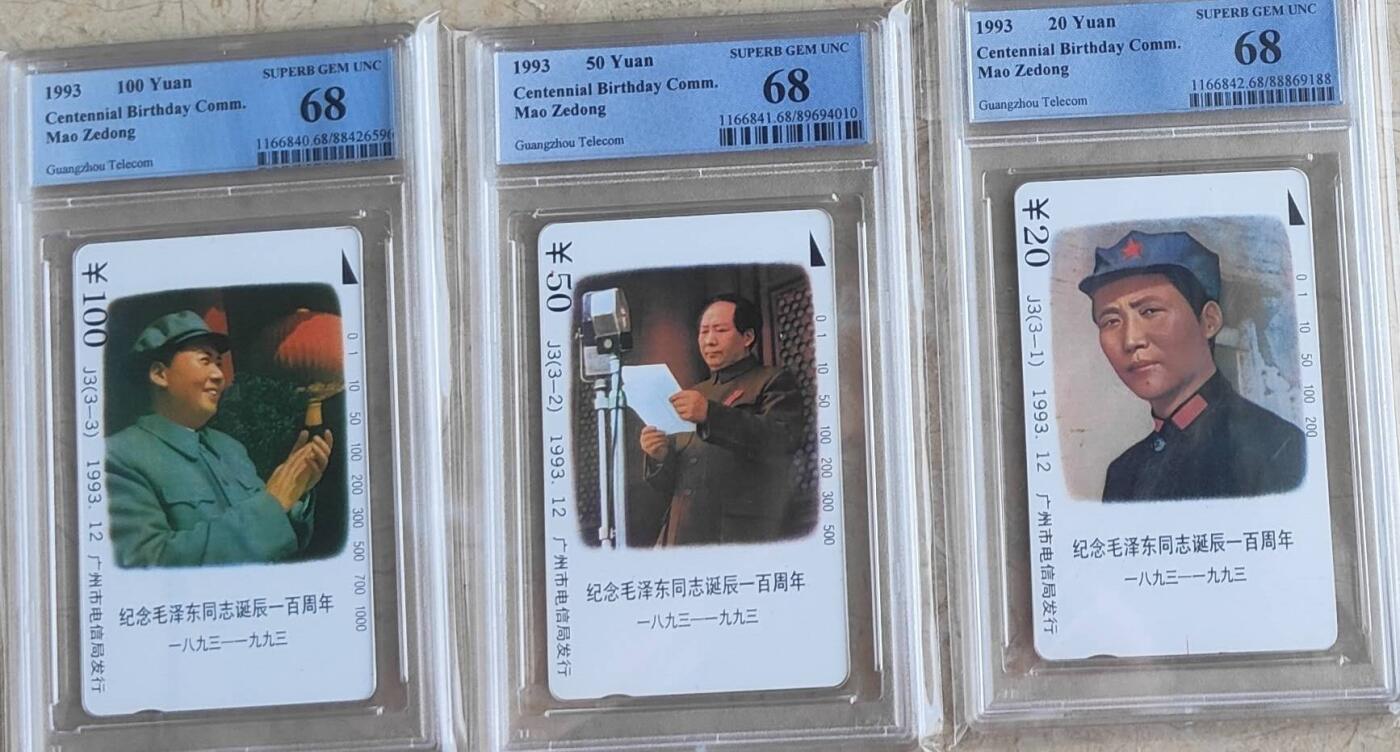 1993 100 Yuan
SUPERB GEM UNC
Centennial Birthday Comm.
68
Mao Zedong
1166840.68/8842659
Guangzhou Telecom
¥100 J3(3—3) 1993. 12 广州市电信局发行
0 1 10 50 100 200 300 500 700 1000
纪念毛泽东同志诞辰一百周年
一八九三—一九九三
1993 50 Yuan
SUPERB GEM UNC
Centennial Birthday Comm.
68
Mao Zedong
1166841.68/89694010
Guangzhou Telecom
¥50 J3(3—2) 1993. 12 广州市电信局发行
0 1 10 50 100 200 300 500
纪念毛泽东同志诞辰一百周年
一八九三—一九九三
1993 20 Yuan
SUPERB GEM UNC
Centennial Birthday Comm.
68
Mao Zedong
1166842.68/88869188
Guangzhou Telecom
¥20 J3(3—1) 1993. 12 广州市电信局发行
0 1 10 50 100 200
纪念毛泽东同志诞辰一百周年
一八九三—一九九三